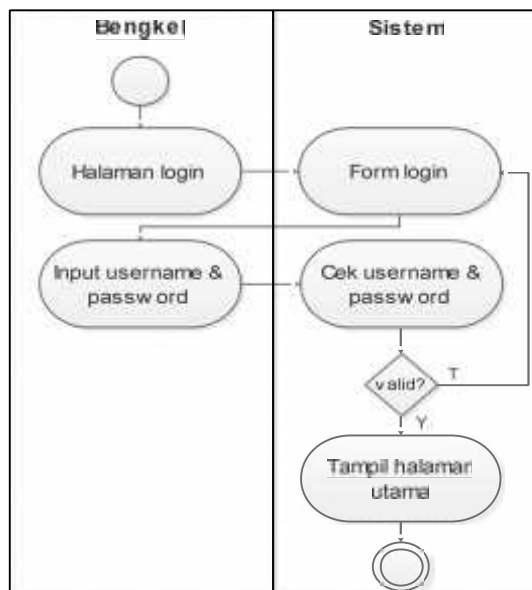 Bengkel
Sistem
Halaman login
Form login
Input username &
password
Cek username &
password
valid?
T
Y
Tampil halaman
utama